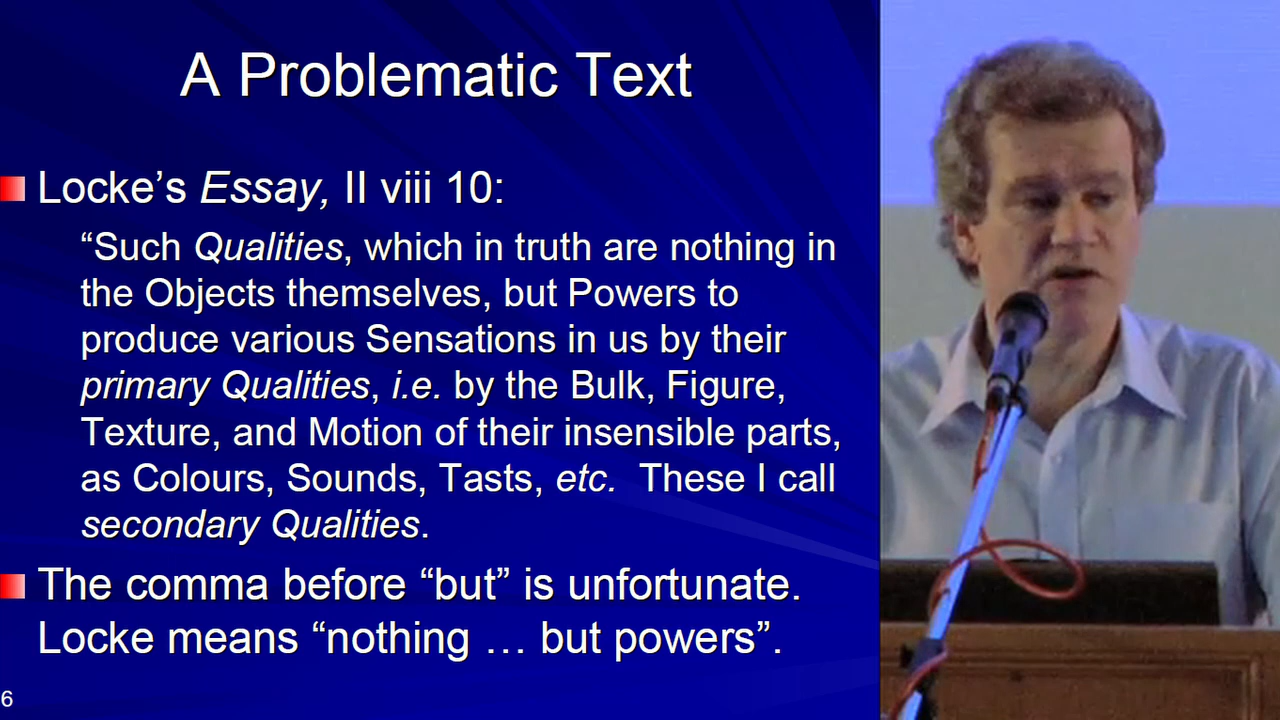 A Problematic Text
Locke’s Essay, II viii 10:
“Such Qualities, which in truth are nothing in
the Objects themselves, but Powers to
produce various Sensations in us by their
primary Qualities, i.e. by the Bulk, Figure,
Texture, and Motion of their insensible parts,
as Colours, Sounds, Tasts, etc. These I call
secondary Qualities.
The comma before “but” is unfortunate.
Locke means “nothing … but powers”.
6